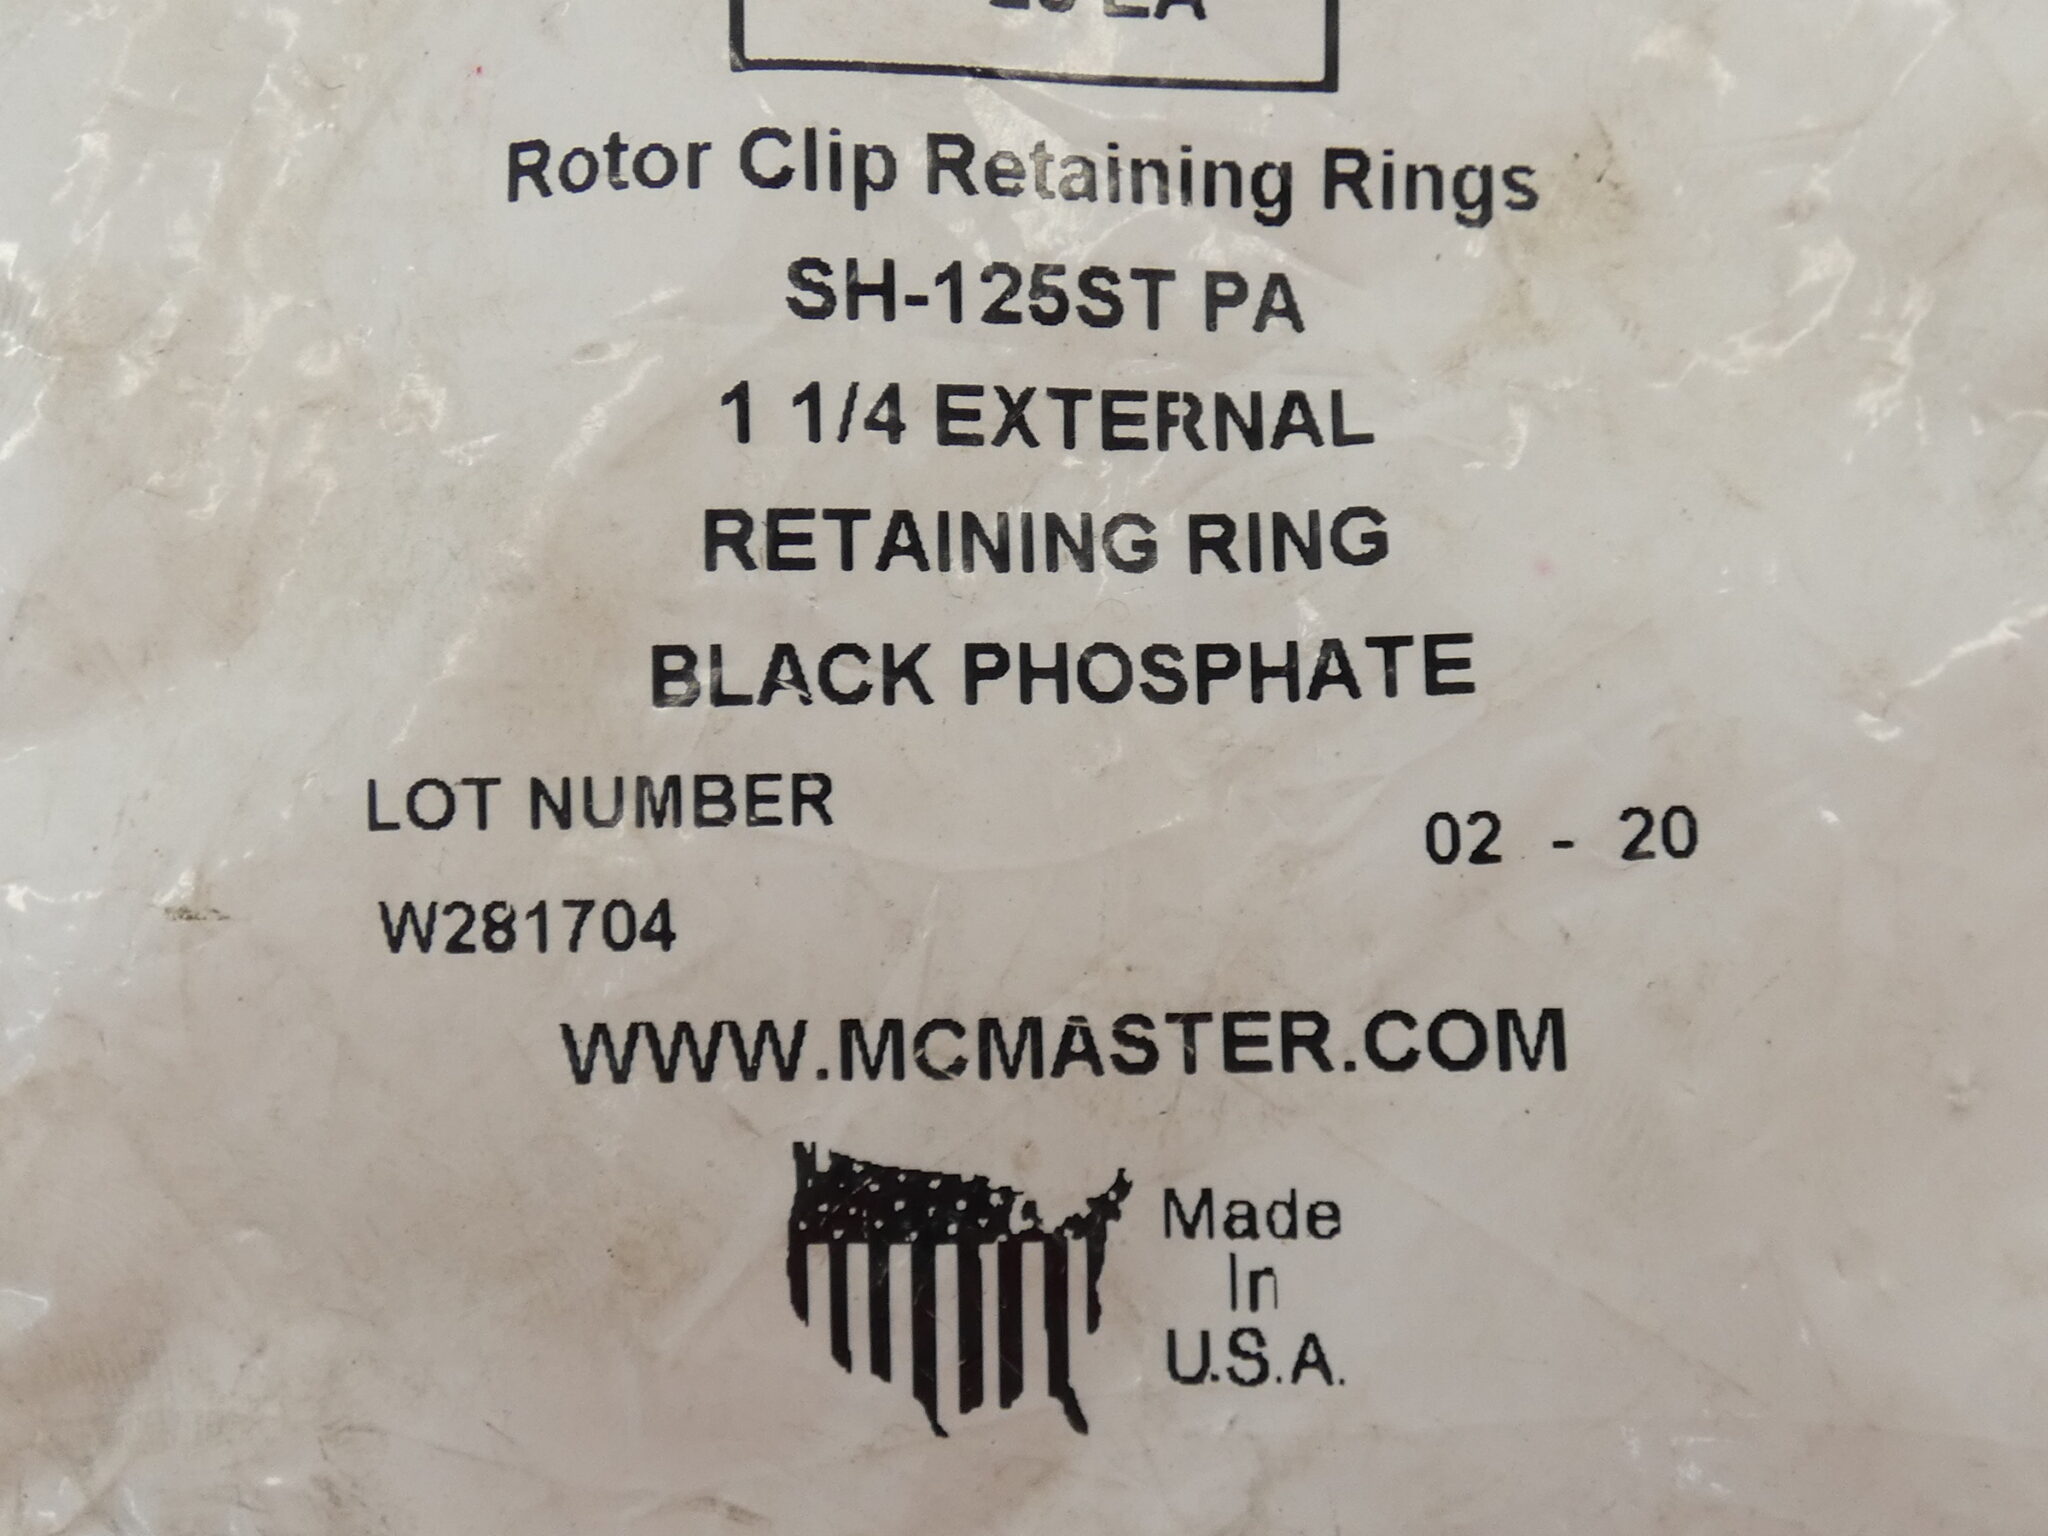 EA
Rotor Clip Retaining Rings
SH-125ST PA
1 1/4 EXTERNAL
RETAINING RING
BLACK PHOSPHATE
LOT NUMBER
02 - 20
W281704
WWW.MCMASTER.COM
Made
In
U.S.A.